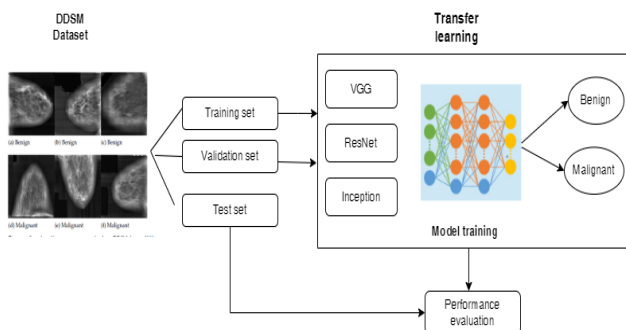 DDSM
Dataset
(a) Benign (b) Benign (c) Benign
(d) Malignant (e) Malignant (f) Malignant
Training set
Validation set
Test set
Transfer
learning
VGG
ResNet
Inception
Benign
Malignant
Model training
Performance
evaluation